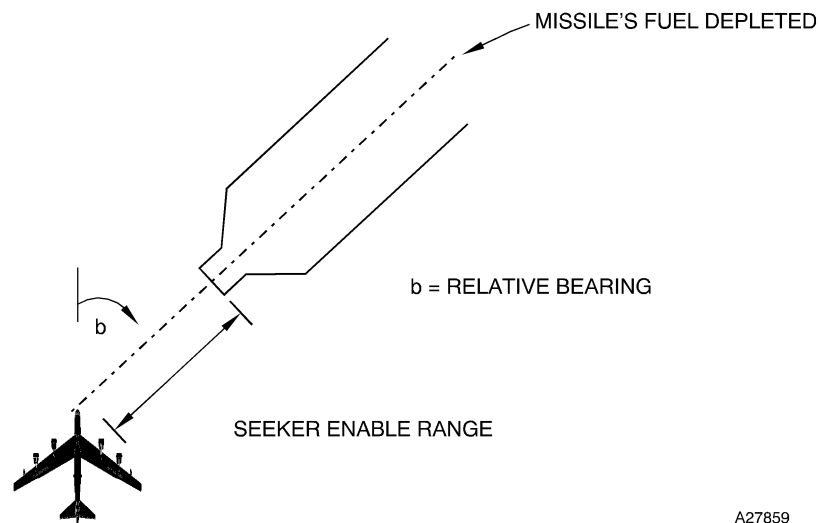 MISSILE'S FUEL DEPLETED
b = RELATIVE BEARING
b
SEEKER ENABLE RANGE
A27859